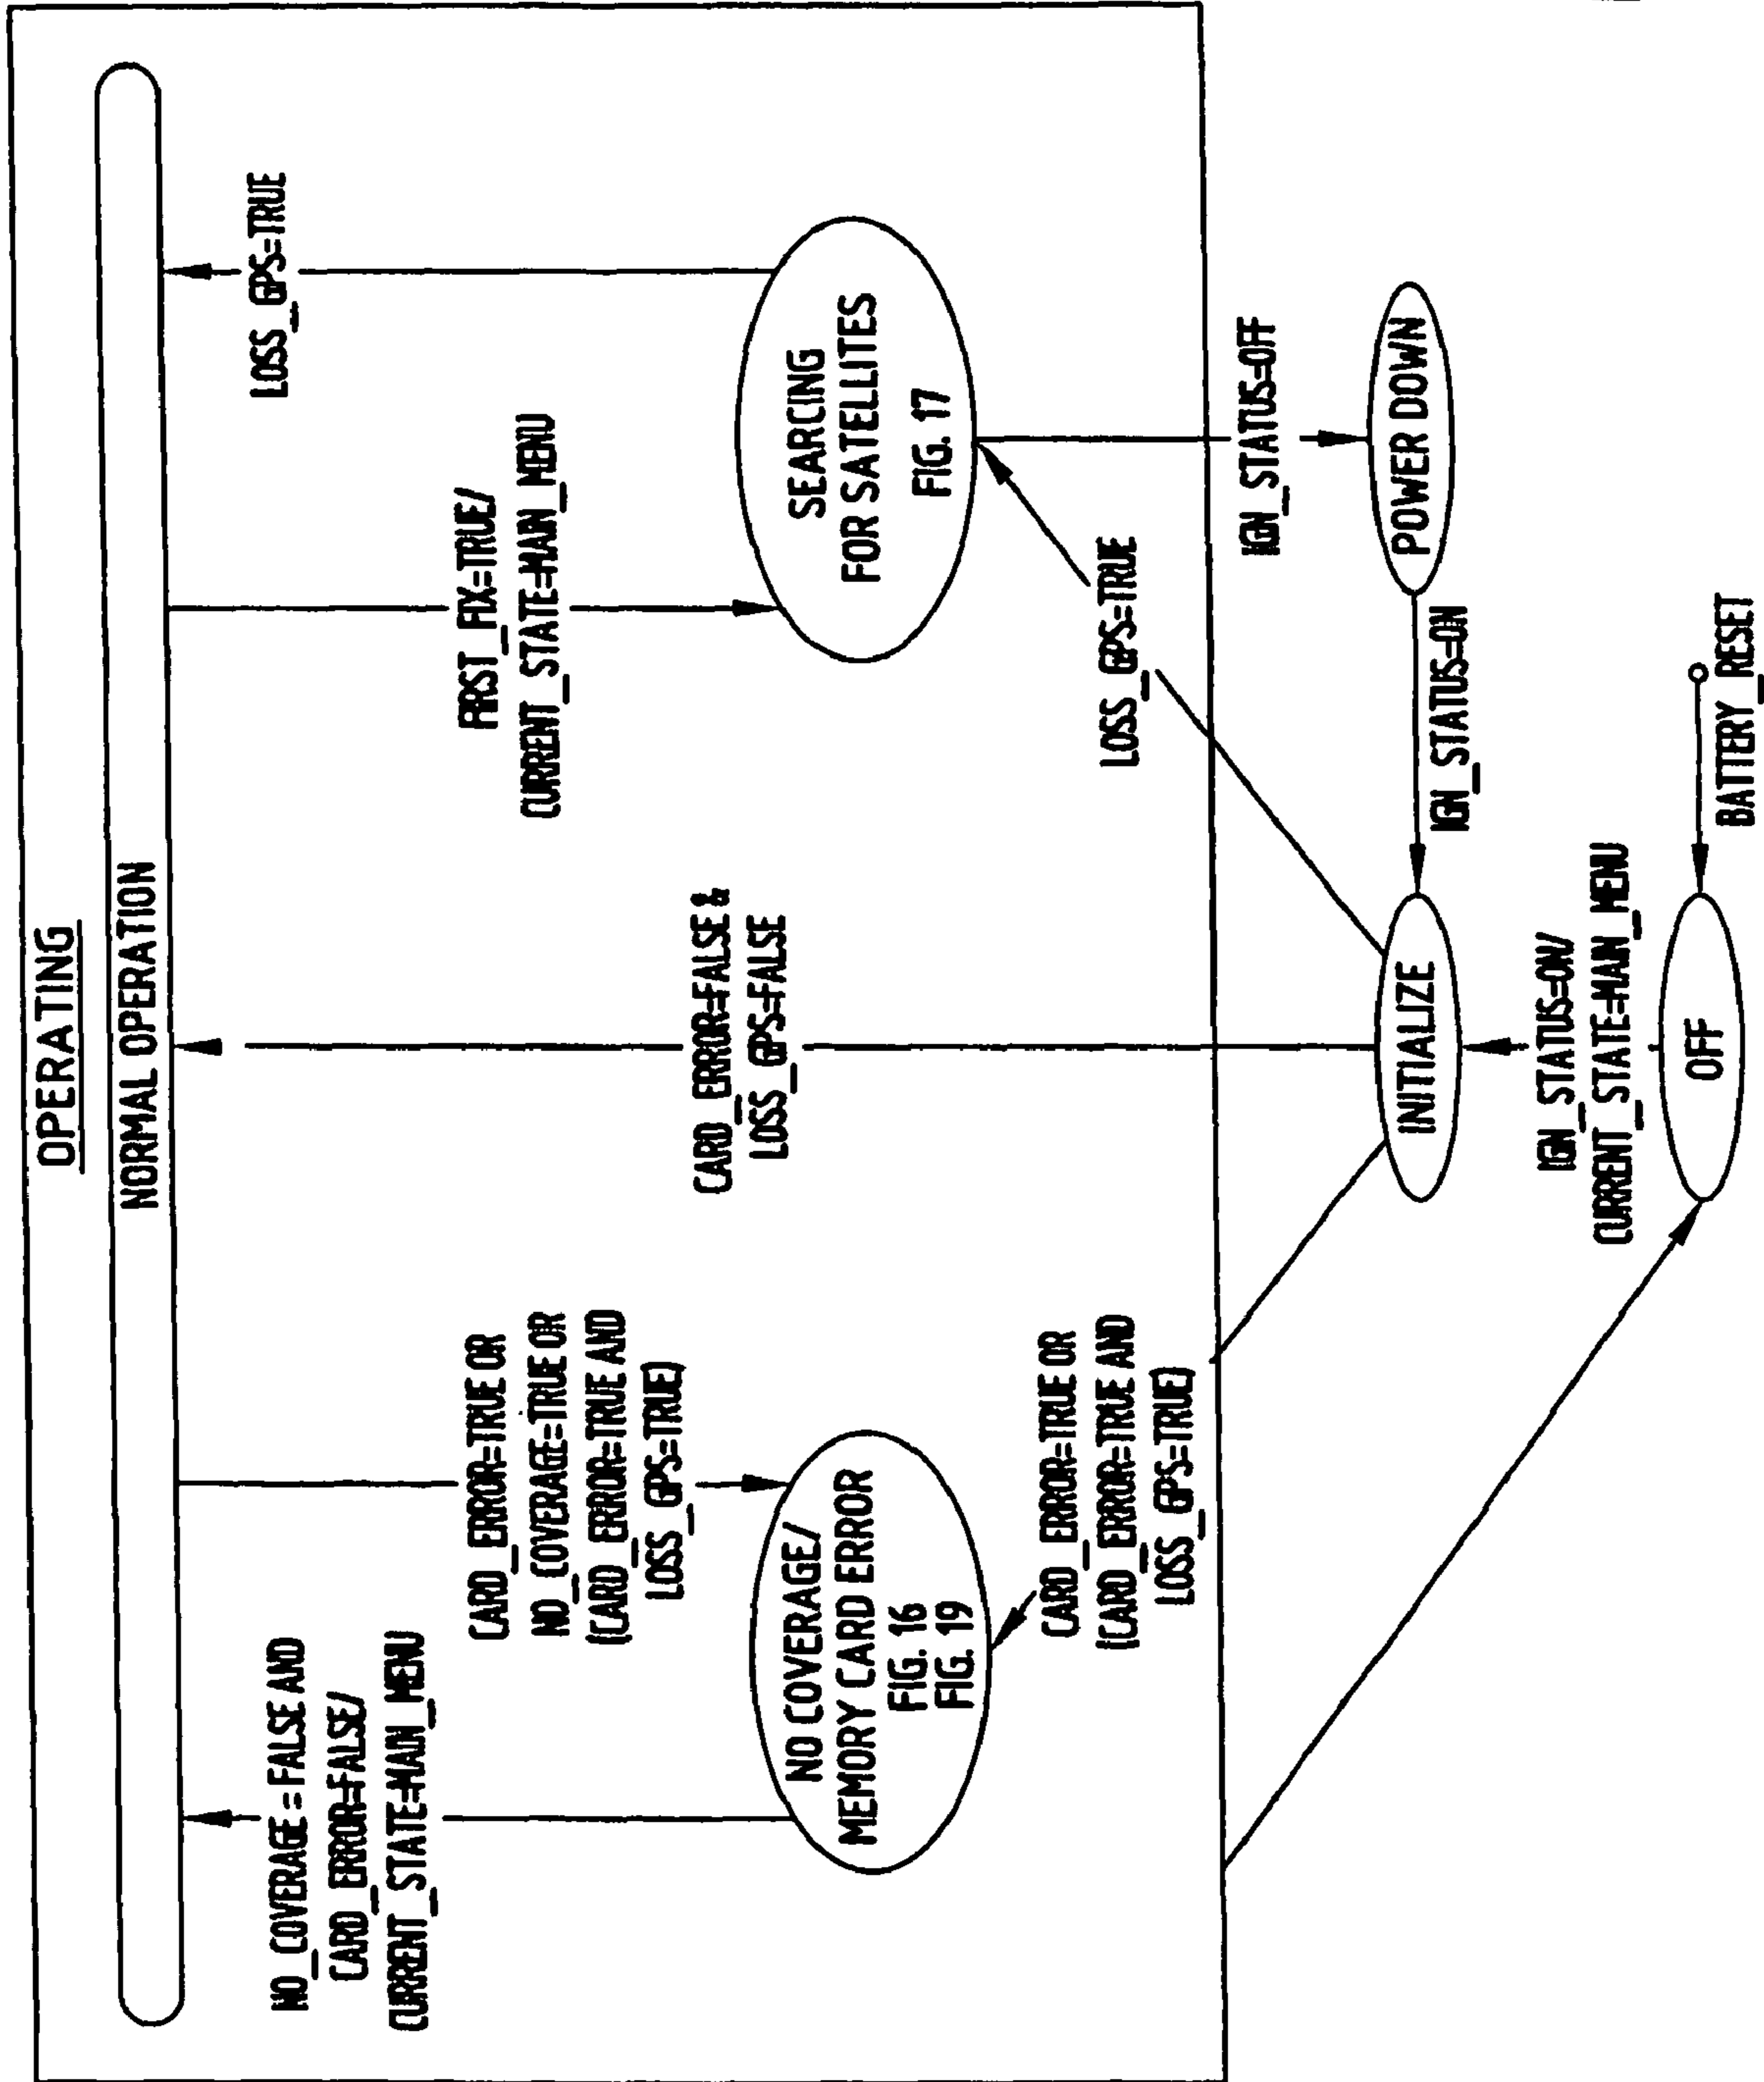 OPERATING
NORMAL OPERATION
NO_COVERAGE = FALSE AND
CARD_ERROR=FALSE/
CURRENT_STATE=MAIN_MENU
CARD_ERROR=TRUE OR
NO_COVERAGE=TRUE OR
(CARD_ERROR=TRUE AND
LOSS_GPS=TRUE)
CARD_ERROR=FALSE &
LOSS_GPS=FALSE
FIRST_FIX=TRUE/
CURRENT_STATE=MAIN_MENU
LOSS_GPS=TRUE
NO COVERAGE/
MEMORY CARD ERROR
FIG. 16
FIG. 19
SEARCING
FOR SATELLITES
FIG. 17
CARD_ERROR=TRUE OR
(CARD_ERROR=TRUE AND
LOSS_GPS=TRUE)
LOSS_GPS=TRUE
IGN_STATUS=OFF
INITIALIZE
POWER DOWN
IGN_STATUS=ON
IGN_STATUS=ON/
CURRENT_STATE=MAIN_MENU
OFF
BATTERY_RESET